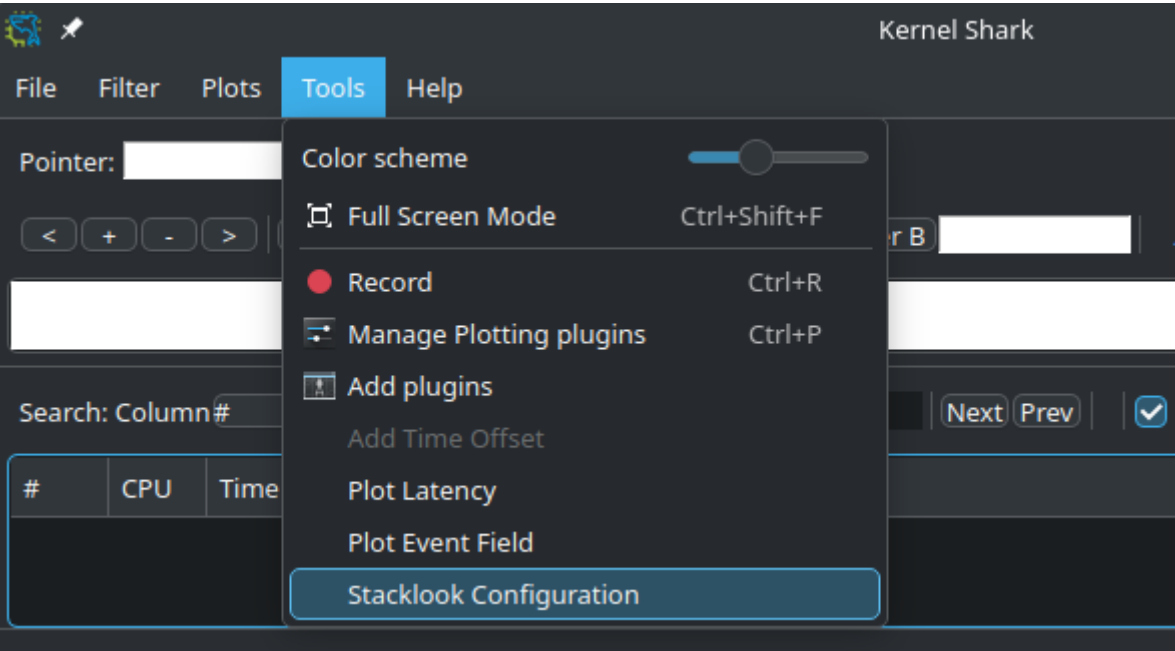 Kernel Shark
File Filter Plots Tools Help
Pointer:
Color scheme
Full Screen Mode Ctrl+Shift+F
< + - > r B
Record Ctrl+R
Manage Plotting plugins Ctrl+P
Add plugins
Search: Column # Next Prev
Add Time Offset
# CPU Time
Plot Latency
Plot Event Field
Stacklook Configuration